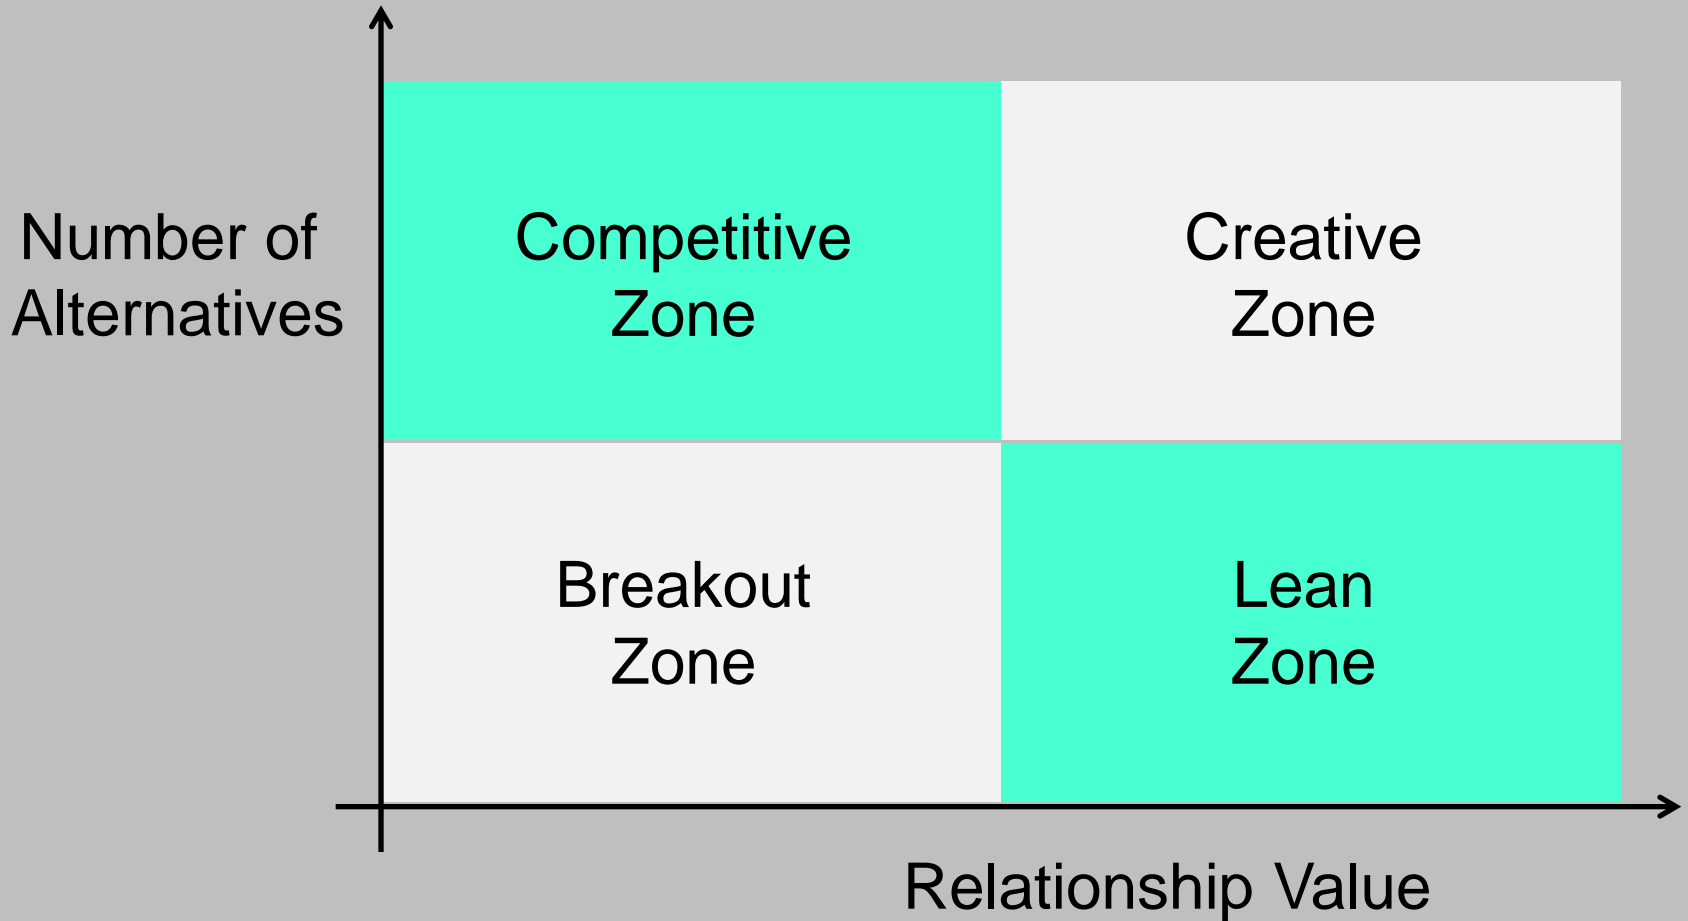 Number of
Alternatives
Competitive
Zone
Creative
Zone
Breakout
Zone
Lean
Zone
Relationship Value